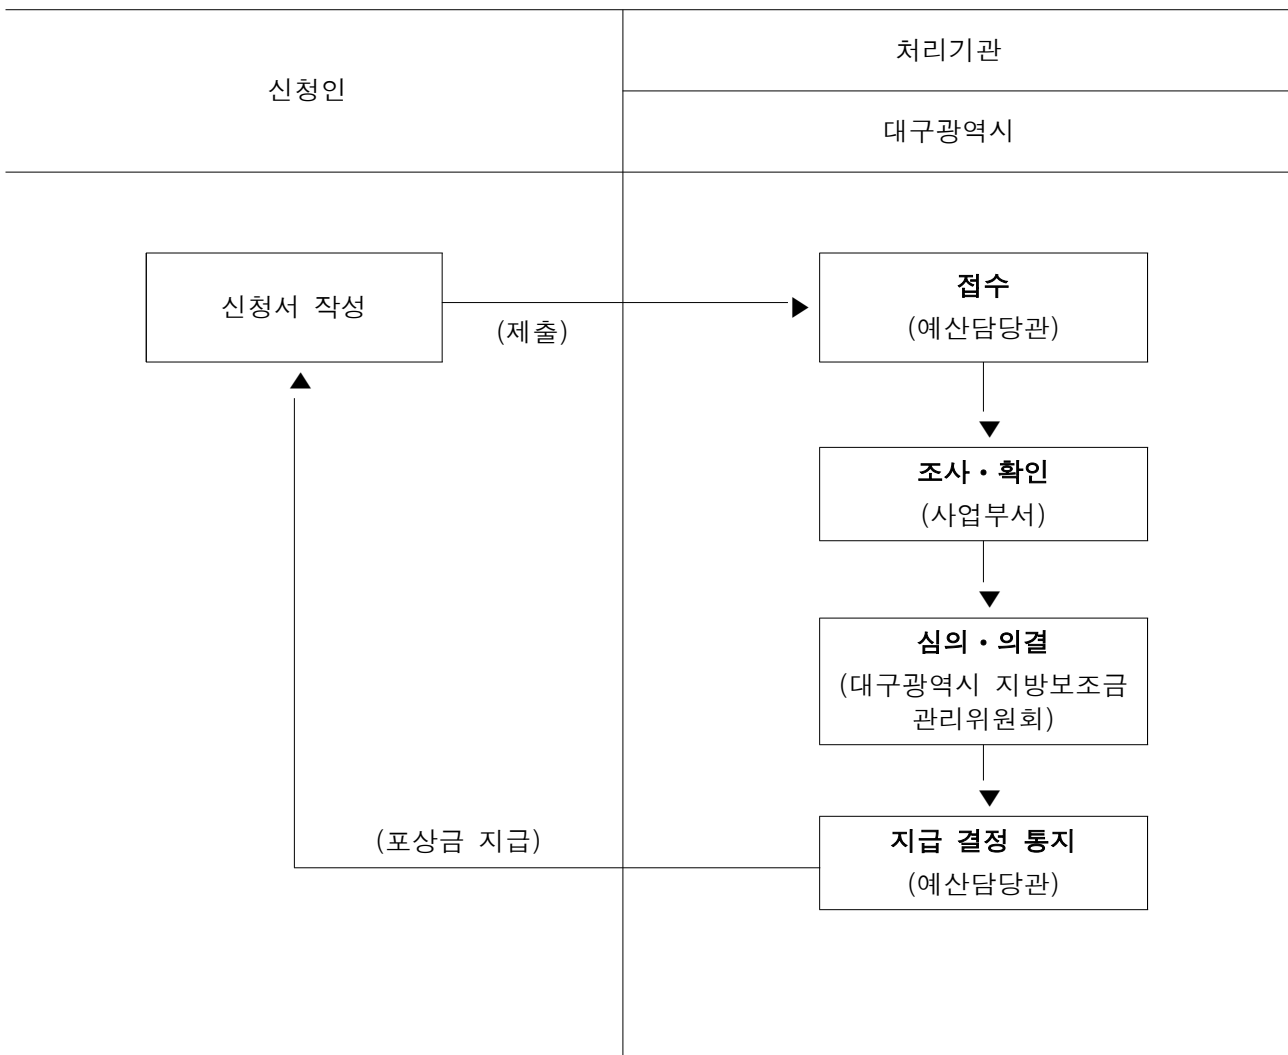 신청인
처리기관
대구광역시
신청서 작성
(제출)
접수
(예산담당관)
조사・확인
(사업부서)
심의・의결
(대구광역시 지방보조금
관리위원회)
(포상금 지급)
지급 결정 통지
(예산담당관)